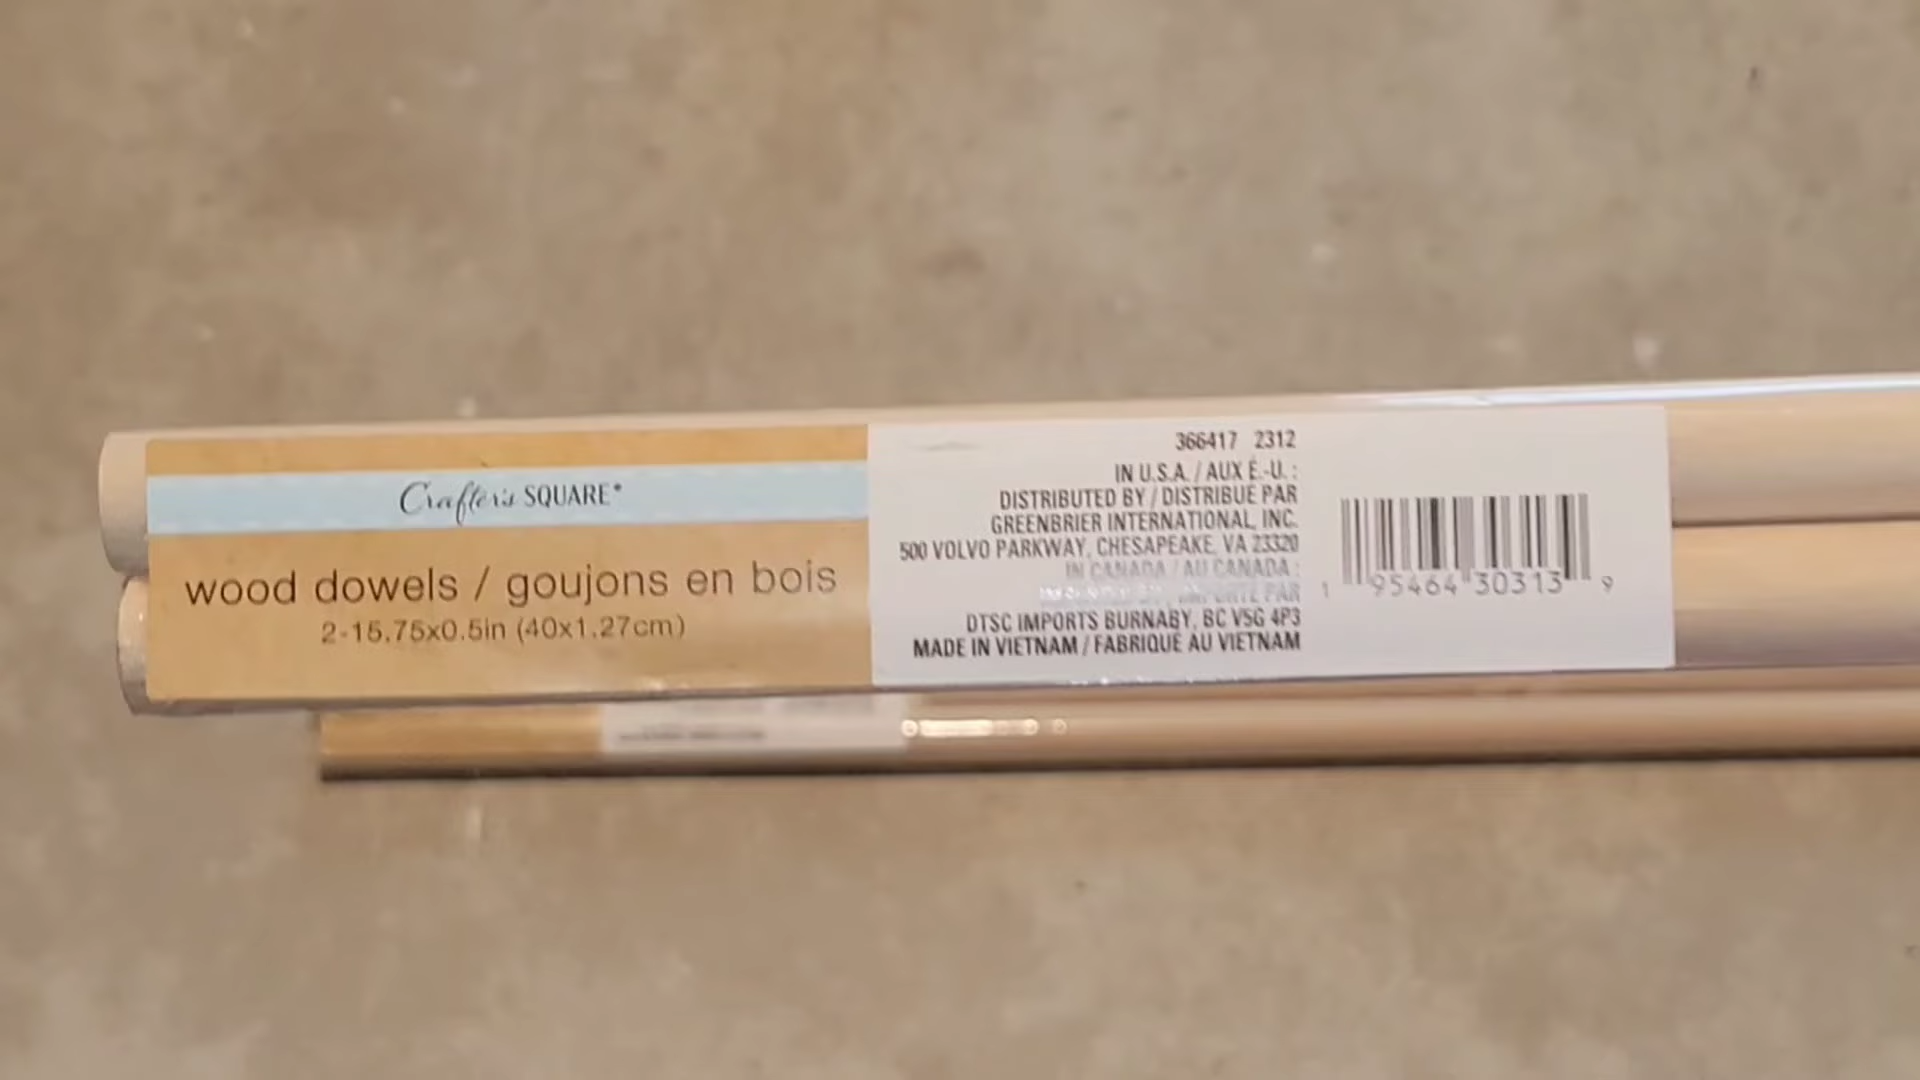 Crafter's SQUARE®
wood dowels / goujons en bois
2-15.75x0.5in (40x1.27cm)
366417 2312
IN U.S.A. / AUX É.-U. :
DISTRIBUTED BY / DISTRIBUÉ PAR
GREENBRIER INTERNATIONAL, INC.
500 VOLVO PARKWAY, CHESAPEAKE, VA 23320
IN CANADA / AU CANADA :
IMPORTÉ PAR
DTSC IMPORTS BURNABY, BC V5G 4P3
MADE IN VIETNAM / FABRIQUÉ AU VIETNAM
1 95464 30313 9